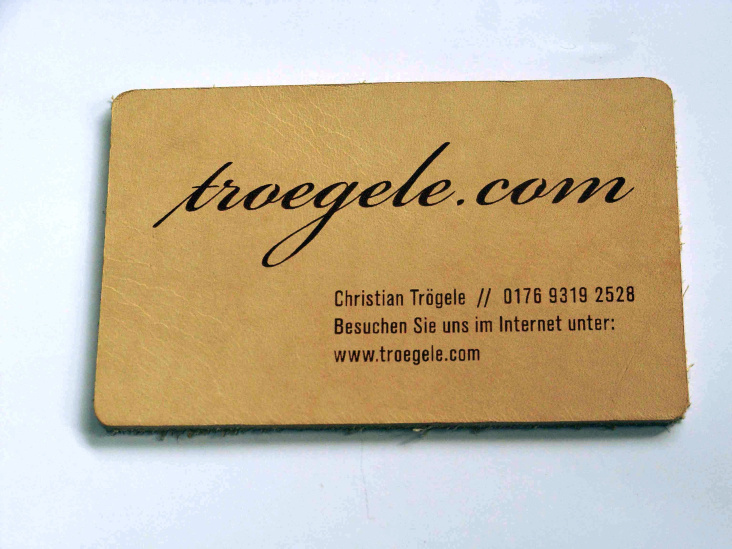 troegele.com
Christian Trögele // 0176 9319 2528
Besuchen Sie uns im Internet unter:
www.troegele.com